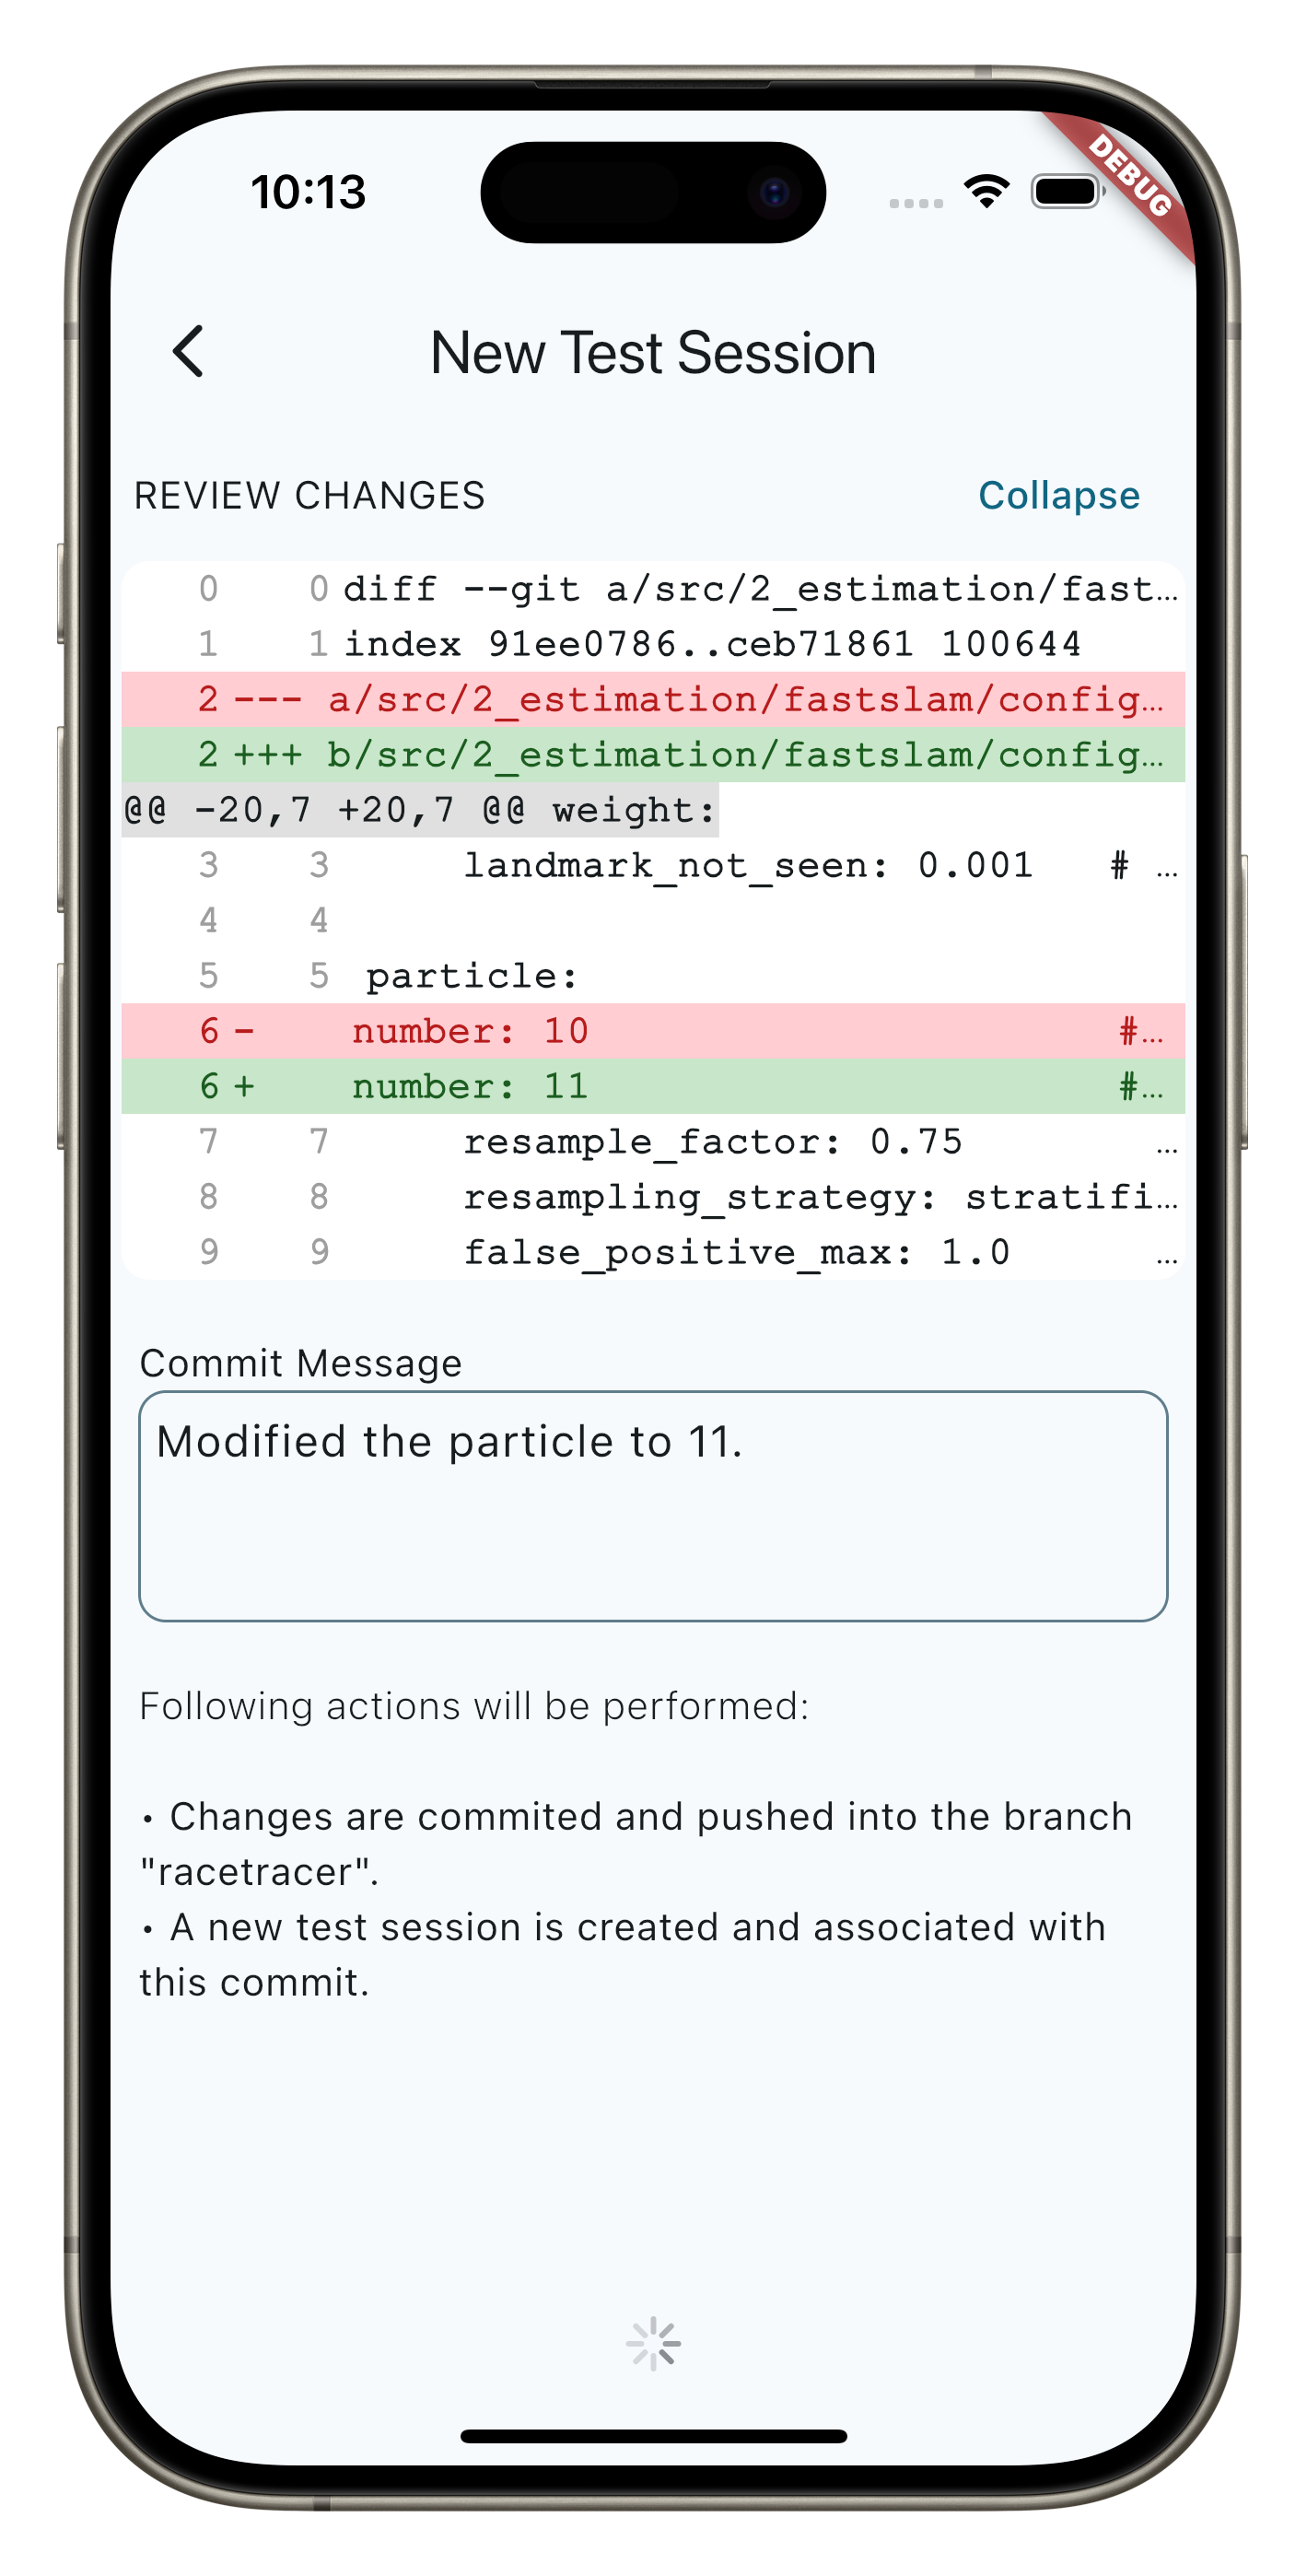 10:13
DEBUG
New Test Session
REVIEW CHANGES Collapse
0 0 diff --git a/src/2_estimation/fast...
1 1 index 91ee0786..ceb71861 100644
2 --- a/src/2_estimation/fastslam/config...
2 +++ b/src/2_estimation/fastslam/config...
@@ -20,7 +20,7 @@ weight:
3 3 landmark_not_seen: 0.001 # ...
4 4
5 5 particle:
6 - number: 10 #...
6 + number: 11 #...
7 7 resample_factor: 0.75 ...
8 8 resampling_strategy: stratifi...
9 9 false_positive_max: 1.0 ...
Commit Message
Modified the particle to 11.
Following actions will be performed:
• Changes are commited and pushed into the branch
"racetracer".
• A new test session is created and associated with
this commit.